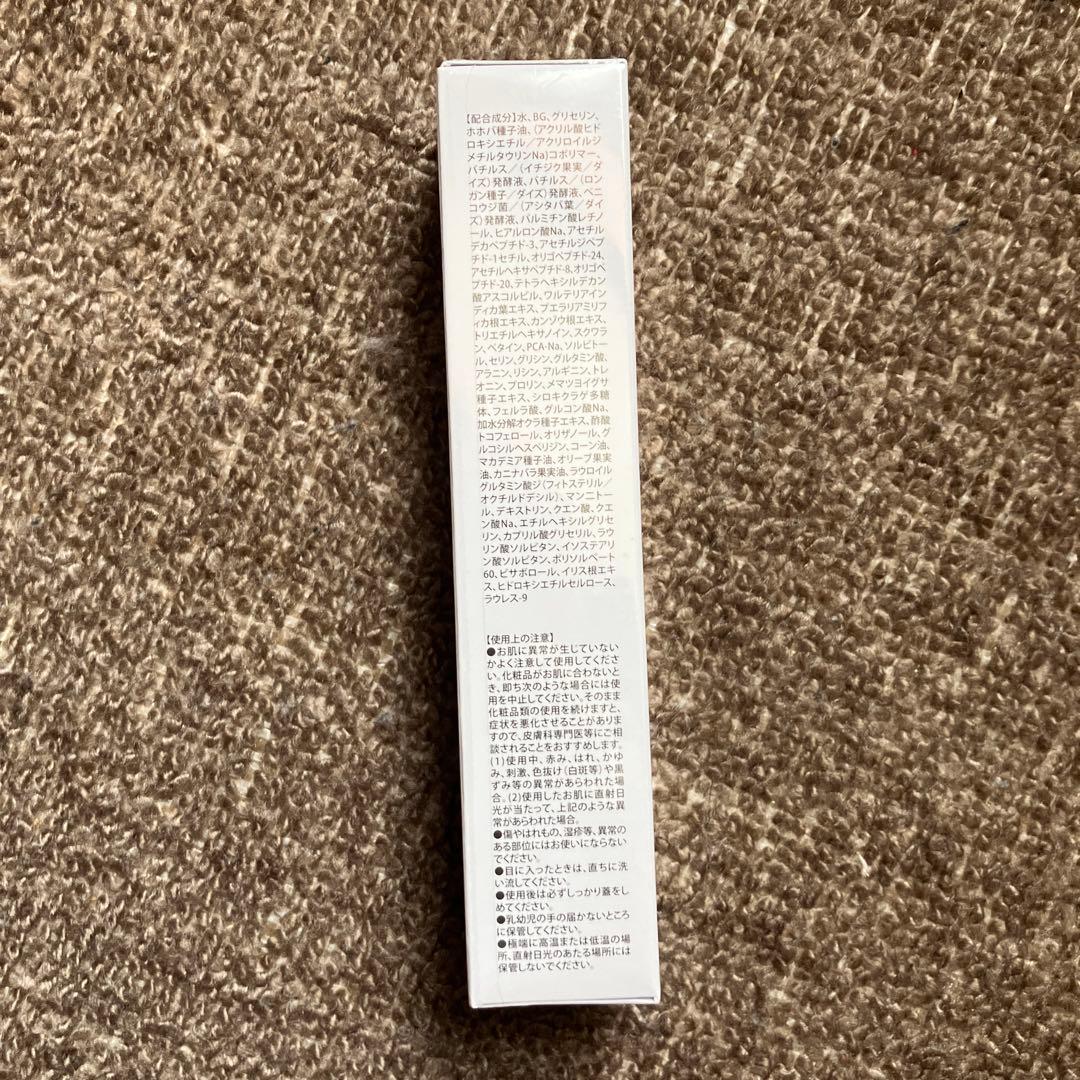 【配合成分】水、BG、グリセリン、
ホホバ種子油、(アクリル酸ヒド
ロキシエチル／アクリロイルジ
メチルタウリンNa)コポリマー、
バチルス／(イチジク果実／ダ
イズ)発酵液、バチルス／(ロン
ガン種子／ダイズ)発酵液、ベニ
コウジ菌／(アシタバ葉／ダイ
ズ)発酵液、パルミチン酸レチノ
ール、ヒアルロン酸Na、アセチル
デカペプチド-3、アセチルジペプ
チド-1セチル、オリゴペプチド-24、
アセチルヘキサペプチド-8、オリゴペ
プチド-20、テトラヘキシルデカン
酸アスコルビル、ワルテリアイン
ディカ葉エキス、プエラリアミリフ
ィカ根エキス、カンゾウ根エキス、
トリエチルヘキサノイン、スクワラ
ン、ベタイン、PCA-Na、ソルビトー
ル、セリン、グリシン、グルタミン酸、
アラニン、リシン、アルギニン、トレ
オニン、プロリン、メマツヨイグサ
種子エキス、シロキクラゲ多糖
体、フェルラ酸、グルコン酸Na、
加水分解オクラ種子エキス、酢酸
トコフェロール、オリザノール、グ
ルコシルヘスペリジン、コーン油、
マカデミア種子油、オリーブ果実
油、カニナバラ果実油、ラウロイル
グルタミン酸ジ(フィトステリル／
オクチルドデシル)、マンニトー
ル、デキストリン、クエン酸、クエ
ン酸Na、エチルヘキシルグリセ
リン、カプリル酸グリセリル、ラウ
リン酸ソルビタン、イソステアリ
ン酸ソルビタン、ポリソルベート
60、ビサボロール、イリス根エキ
ス、ヒドロキシエチルセルロース、
ラウレス-9
【使用上の注意】
●お肌に異常が生じていない
かよく注意して使用してくださ
い。化粧品がお肌に合わないと
き、即ち次のような場合には使
用を中止してください。そのまま
化粧品類の使用を続けますと、
症状を悪化させることがありま
すので、皮膚科専門医等にご相
談されることをおすすめします。
(1)使用中、赤み、はれ、かゆ
み、刺激、色抜け(白斑等)や黒
ずみ等の異常があらわれた場
合。(2)使用したお肌に直射日
光が当たって、上記のような異
常があらわれた場合。
●傷やはれもの、湿疹等、異常の
ある部位にはお使いにならない
でください。
●目に入ったときは、直ちに洗
い流してください。
●使用後は必ずしっかり蓋をし
めてください。
●乳幼児の手の届かないところ
に保管してください。
●極端に高温または低温の場
所、直射日光のあたる場所には
保管しないでください。